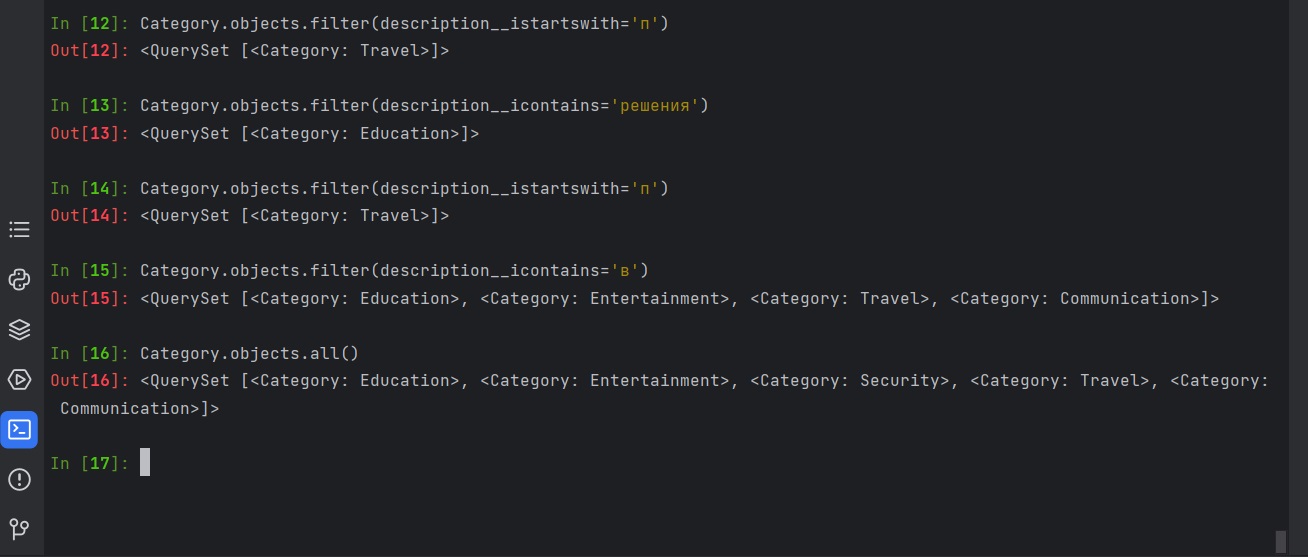 In [12]: Category.objects.filter(description__istartswith='п')
Out[12]: <QuerySet [<Category: Travel>]>
In [13]: Category.objects.filter(description__icontains='решения')
Out[13]: <QuerySet [<Category: Education>]>
In [14]: Category.objects.filter(description__istartswith='п')
Out[14]: <QuerySet [<Category: Travel>]>
In [15]: Category.objects.filter(description__icontains='в')
Out[15]: <QuerySet [<Category: Education>, <Category: Entertainment>, <Category: Travel>, <Category: Communication>]>
In [16]: Category.objects.all()
Out[16]: <QuerySet [<Category: Education>, <Category: Entertainment>, <Category: Security>, <Category: Travel>, <Category:
Communication>]>
In [17]: